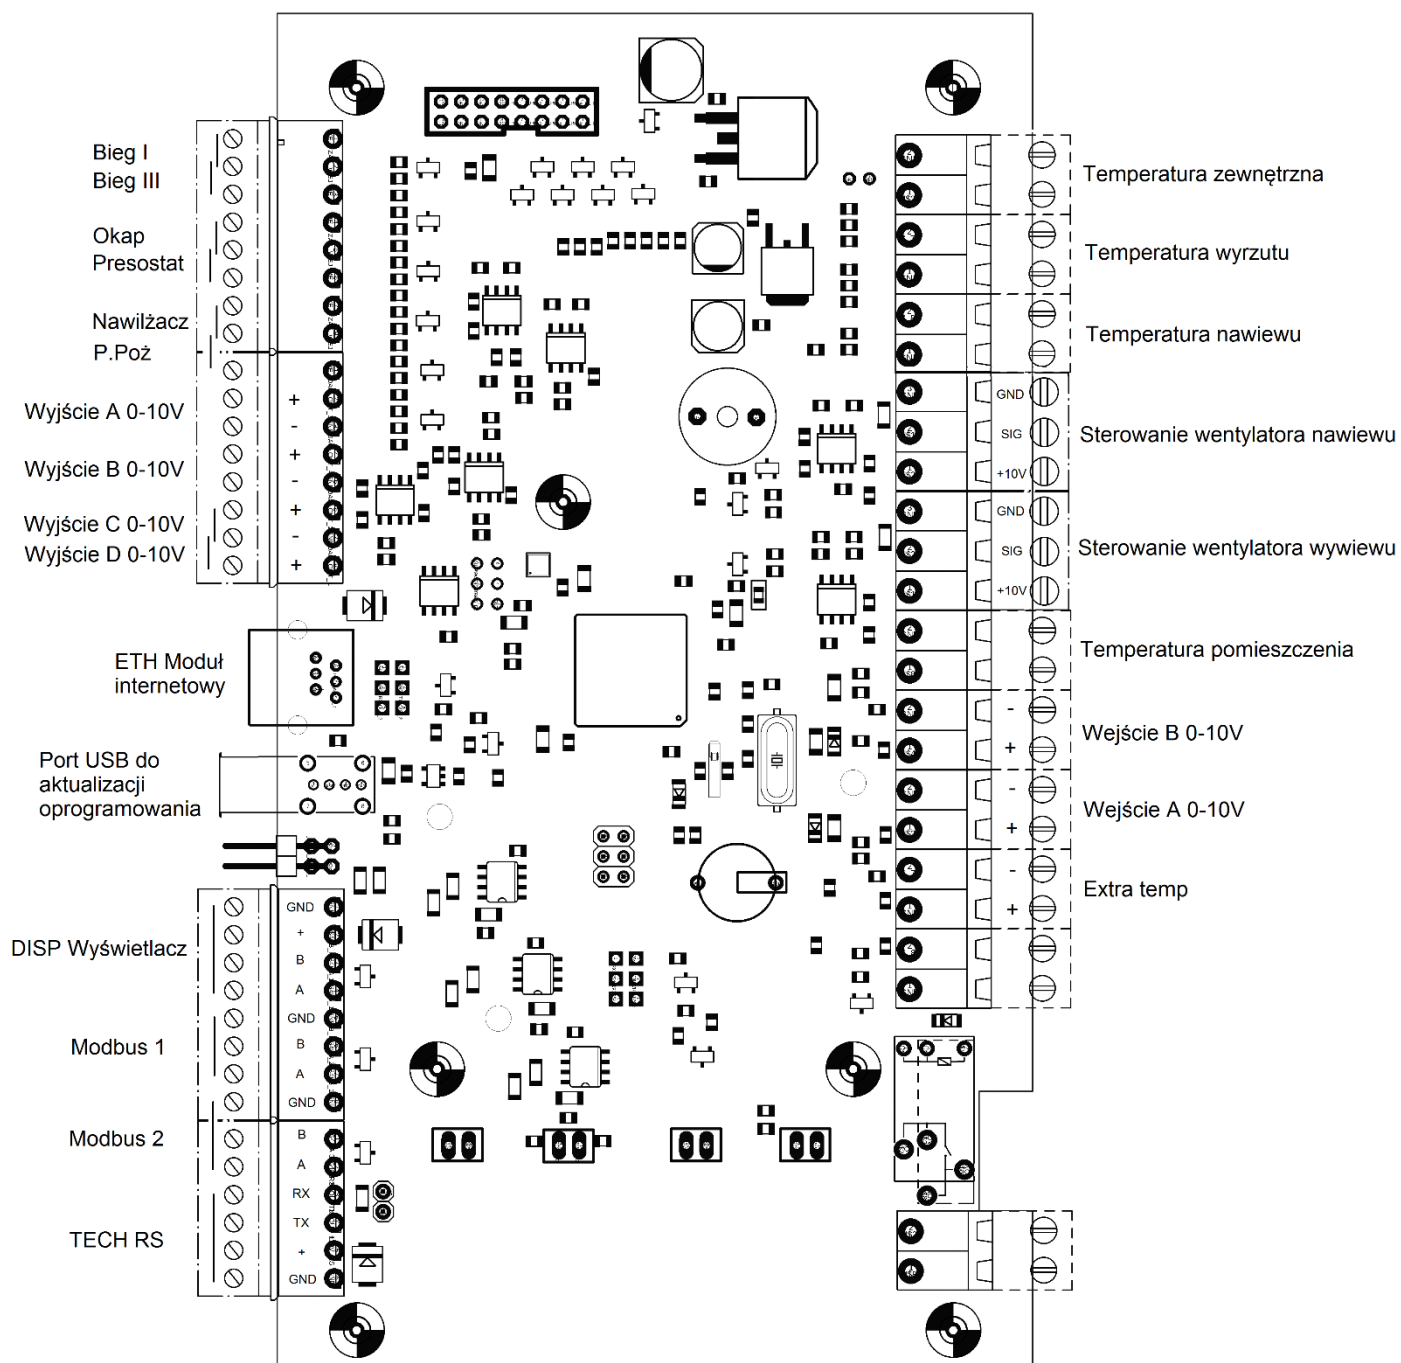 Bieg I
Bieg III
Okap
Presostat
Nawilżacz
P.Poż
Wyjście A 0-10V
+
-
Wyjście B 0-10V
+
-
Wyjście C 0-10V
+
-
Wyjście D 0-10V
+
ETH Moduł
internetowy
Port USB do
aktualizacji
oprogramowania
DISP Wyświetlacz
GND
+
B
A
Modbus 1
GND
B
A
Modbus 2
GND
B
A
TECH RS
RX
TX
+
GND
Temperatura zewnętrzna
Temperatura wyrzutu
Temperatura nawiewu
GND
SIG
+10V
Sterowanie wentylatora nawiewu
GND
SIG
+10V
Sterowanie wentylatora wywiewu
Temperatura pomieszczenia
-
+
Wejście B 0-10V
-
+
Wejście A 0-10V
-
+
Extra temp